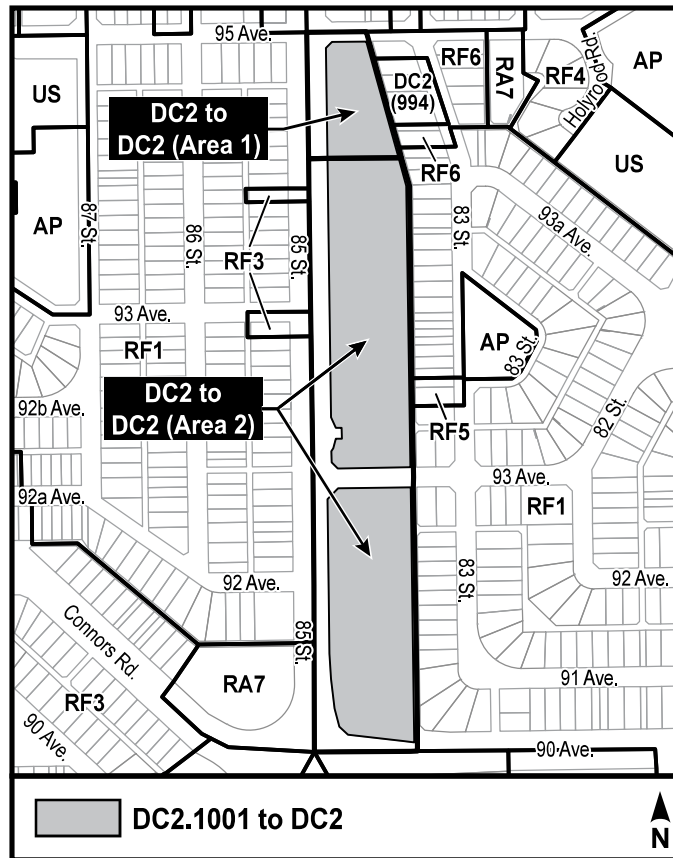 95 Ave.
RF6
RF4
Holyrood Rd.
AP
US
DC2
(994)
RA7
DC2 to
DC2 (Area 1)
RF6
US
AP
87 St.
86 St.
85 St.
RF3
83 St.
93a Ave.
93 Ave.
RF1
AP
83 St.
82 St.
DC2 to
DC2 (Area 2)
92b Ave.
RF5
92a Ave.
93 Ave.
RF1
92 Ave.
83 St.
92 Ave.
Connors Rd.
85 St.
RA7
91 Ave.
RF3
90 Ave.
90 Ave.
DC2.1001 to DC2
N